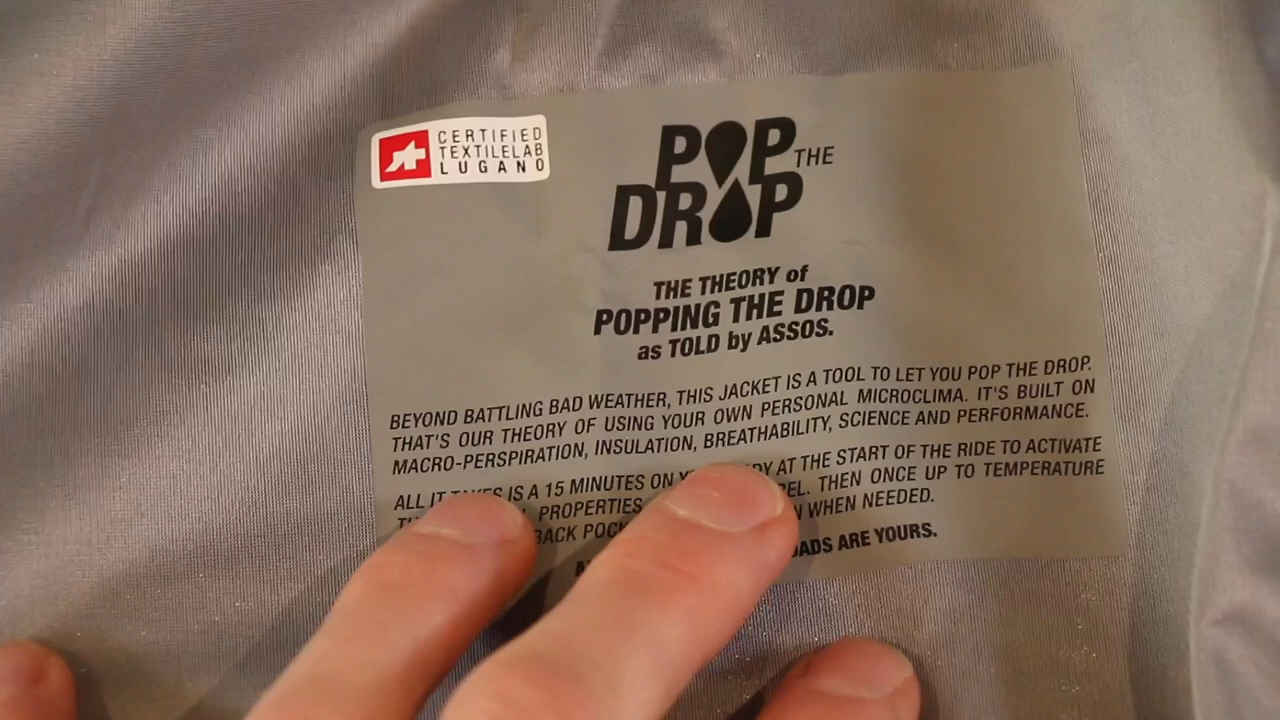 CERTIFIED
TEXTILELAB
LUGANO
POP THE
DROP
THE THEORY of
POPPING THE DROP
as TOLD by ASSOS.
BEYOND BATTLING BAD WEATHER, THIS JACKET IS A TOOL TO LET YOU POP THE DROP.
THAT'S OUR THEORY OF USING YOUR OWN PERSONAL MICROCLIMA. IT'S BUILT ON
MACRO-PERSPIRATION, INSULATION, BREATHABILITY, SCIENCE AND PERFORMANCE.
ALL IT TAKES IS A 15 MINUTES ON AT THE START OF THE RIDE TO ACTIVATE
PROPERTIES THEN ONCE UP TO TEMPERATURE
BACK WHEN NEEDED.
ARE YOURS.